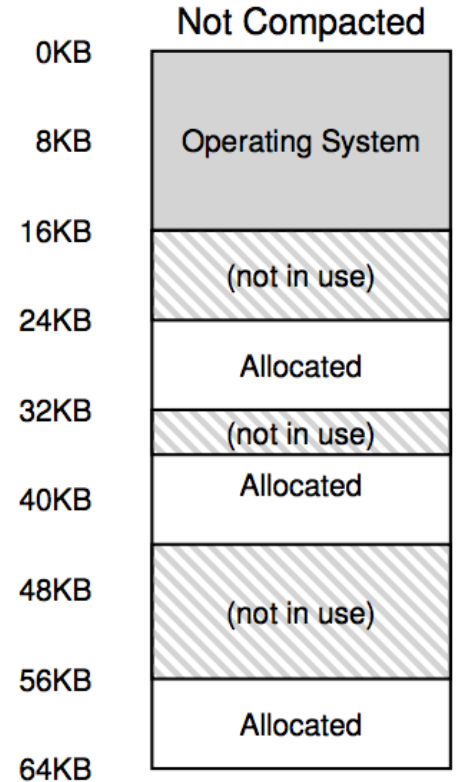 Not Compacted
0KB
8KB
Operating System
16KB
(not in use)
24KB
Allocated
32KB
(not in use)
Allocated
40KB
48KB
(not in use)
56KB
Allocated
64KB